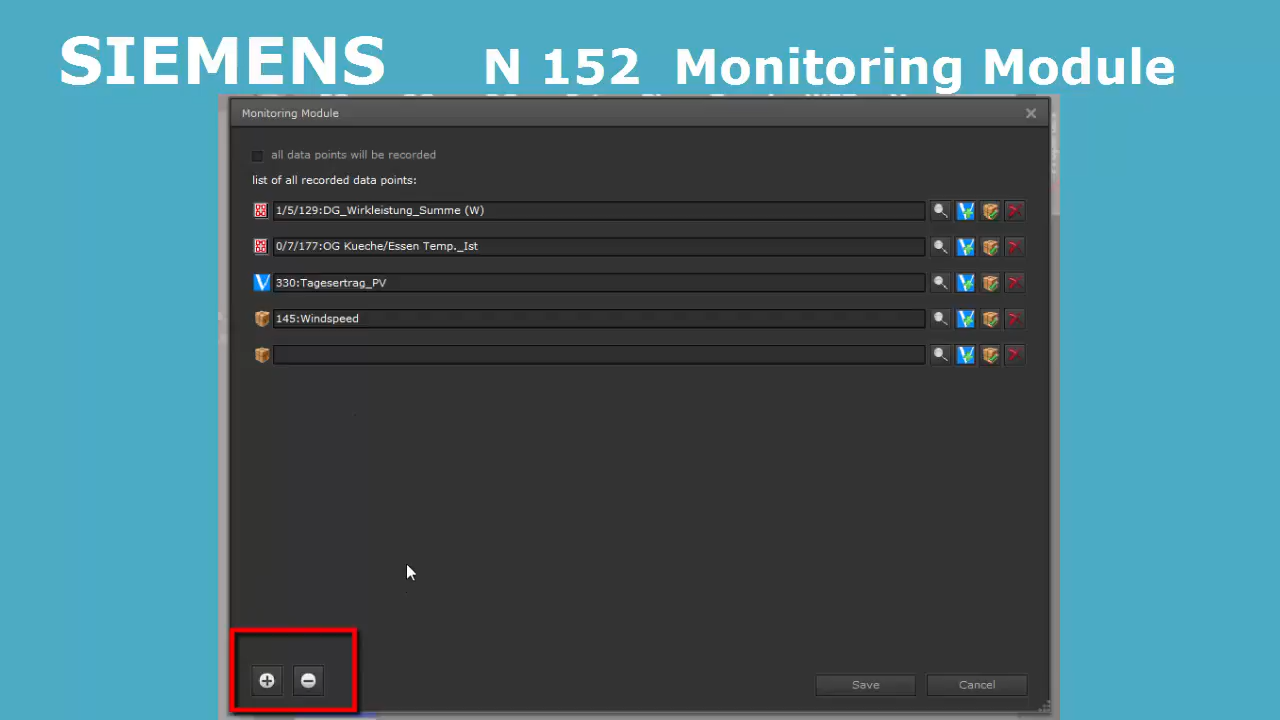 SIEMENS N 152 Monitoring Module
Monitoring Module
all data points will be recorded
list of all recorded data points:
1/5/129:DG_Wirkleistung_Summe (W)
0/7/177:OG Kueche/Essen Temp._Ist
330:Tagesertrag_PV
145:Windspeed
Save Cancel